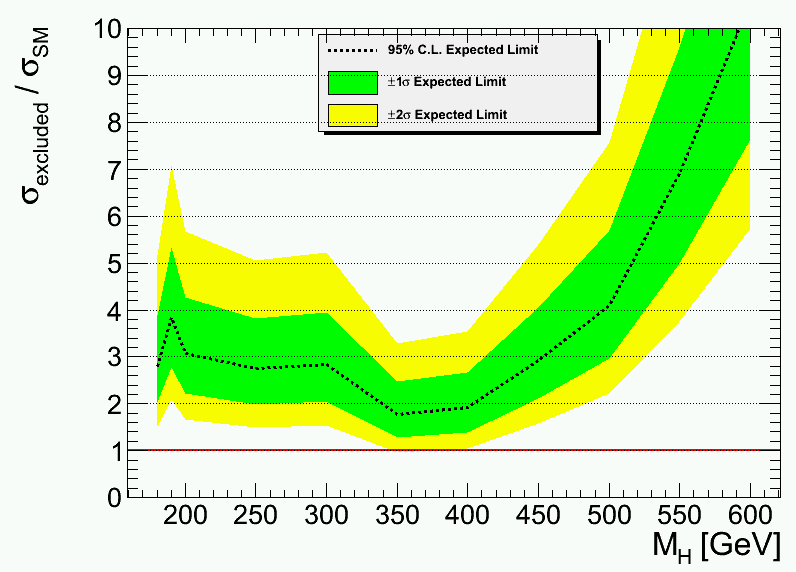 σexcluded / σSM
10
9
8
7
6
5
4
3
2
1
0
95% C.L. Expected Limit
±1σ Expected Limit
±2σ Expected Limit
200 250 300 350 400 450 500 550 600
MH [GeV]